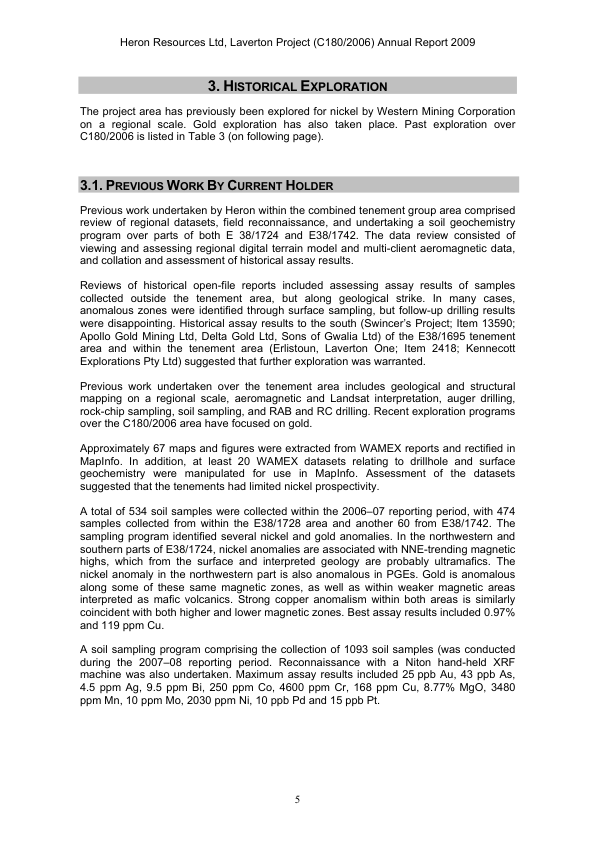 Heron Resources Ltd, Laverton Project (C180/2006) Annual Report 2009
3. HISTORICAL EXPLORATION
The project area has previously been explored for nickel by Western Mining Corporation
on a regional scale. Gold exploration has also taken place. Past exploration over
C180/2006 is listed in Table 3 (on following page).
3.1. PREVIOUS WORK BY CURRENT HOLDER
Previous work undertaken by Heron within the combined tenement group area comprised
review of regional datasets, field reconnaissance, and undertaking a soil geochemistry
program over parts of both E 38/1724 and E38/1742. The data review consisted of
viewing and assessing regional digital terrain model and multi-client aeromagnetic data,
and collation and assessment of historical assay results.
Reviews of historical open-file reports included assessing assay results of samples
collected outside the tenement area, but along geological strike. In many cases,
anomalous zones were identified through surface sampling, but follow-up drilling results
were disappointing. Historical assay results to the south (Swincer's Project; Item 13590;
Apollo Gold Mining Ltd, Delta Gold Ltd, Sons of Gwalia Ltd) of the E38/1695 tenement
area and within the tenement area (Erlistoun, Laverton One; Item 2418; Kennecott
Explorations Pty Ltd) suggested that further exploration was warranted.
Previous work undertaken over the tenement area includes geological and structural
mapping on a regional scale, aeromagnetic and Landsat interpretation, auger drilling,
rock-chip sampling, soil sampling, and RAB and RC drilling. Recent exploration programs
over the C180/2006 area have focused on gold.
Approximately 67 maps and figures were extracted from WAMEX reports and rectified in
MapInfo. In addition, at least 20 WAMEX datasets relating to drillhole and surface
geochemistry were manipulated for use in MapInfo. Assessment of the datasets
suggested that the tenements had limited nickel prospectivity.
A total of 534 soil samples were collected within the 2006–07 reporting period, with 474
samples collected from within the E38/1728 area and another 60 from E38/1742. The
sampling program identified several nickel and gold anomalies. In the northwestern and
southern parts of E38/1724, nickel anomalies are associated with NNE-trending magnetic
highs, which from the surface and interpreted geology are probably ultramafics. The
nickel anomaly in the northwestern part is also anomalous in PGEs. Gold is anomalous
along some of these same magnetic zones, as well as within weaker magnetic areas
interpreted as mafic volcanics. Strong copper anomalism within both areas is similarly
coincident with both higher and lower magnetic zones. Best assay results included 0.97%
and 119 ppm Cu.
A soil sampling program comprising the collection of 1093 soil samples (was conducted
during the 2007–08 reporting period. Reconnaissance with a Niton hand-held XRF
machine was also undertaken. Maximum assay results included 25 ppb Au, 43 ppb As,
4.5 ppm Ag, 9.5 ppm Bi, 250 ppm Co, 4600 ppm Cr, 168 ppm Cu, 8.77% MgO, 3480
ppm Mn, 10 ppm Mo, 2030 ppm Ni, 10 ppb Pd and 15 ppb Pt.
5